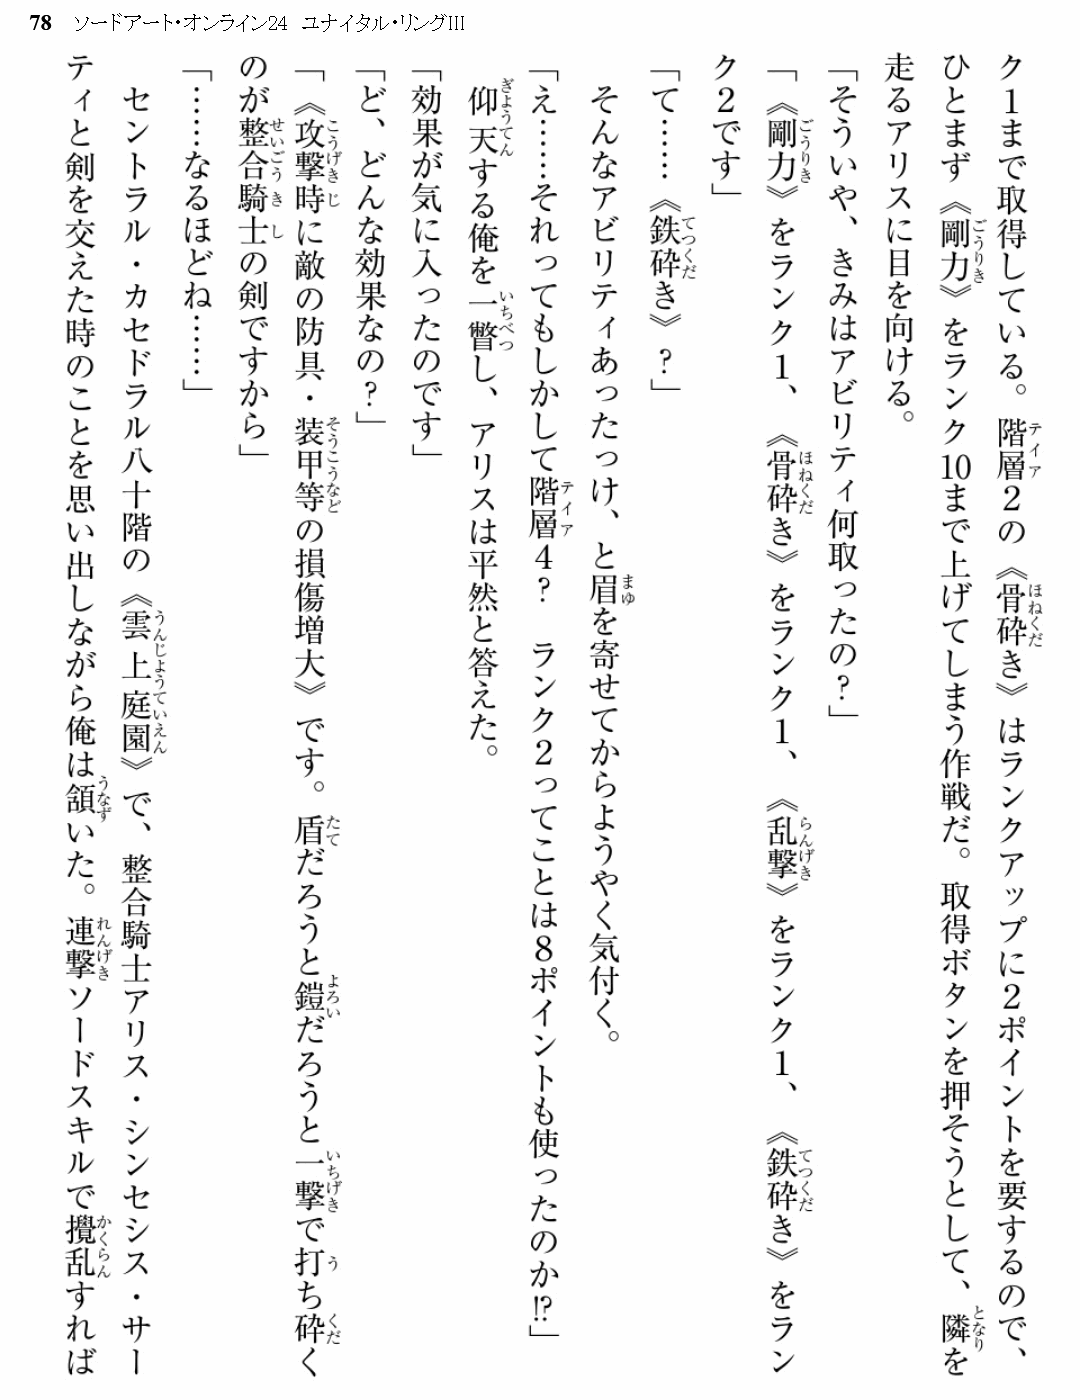 78 ソードアート・オンライン24 ユナイタル・リングIII
ク1まで取得している。階層2の《骨砕き》はランクアップに2ポイントを要するので、
ひとまず《剛力》をランク10まで上げてしまう作戦だ。取得ボタンを押そうとして、隣を
走るアリスに目を向ける。
「そういや、きみはアビリティ何取ったの?」
「《剛力》をランク1、《骨砕き》をランク1、《乱撃》をランク1、《鉄砕き》をラン
ク2です」
「て……《鉄砕き》?」
そんなアビリティあったっけ、と眉を寄せてからようやく気付く。
「え……それってもしかして階層4? ランク2ってことは8ポイントも使ったのか!?」
仰天する俺を一瞥し、アリスは平然と答えた。
「効果が気に入ったのです」
「ど、どんな効果なの?」
「《攻撃時に敵の防具・装甲等の損傷増大》です。盾だろうと鎧だろうと一撃で打ち砕く
のが整合騎士の剣ですから」
「……なるほどね……」
セントラル・カセドラル八十階の《雲上庭園》で、整合騎士アリス・シンセシス・サー
ティと剣を交えた時のことを思い出しながら俺は頷いた。連撃ソードスキルで攪乱すれば